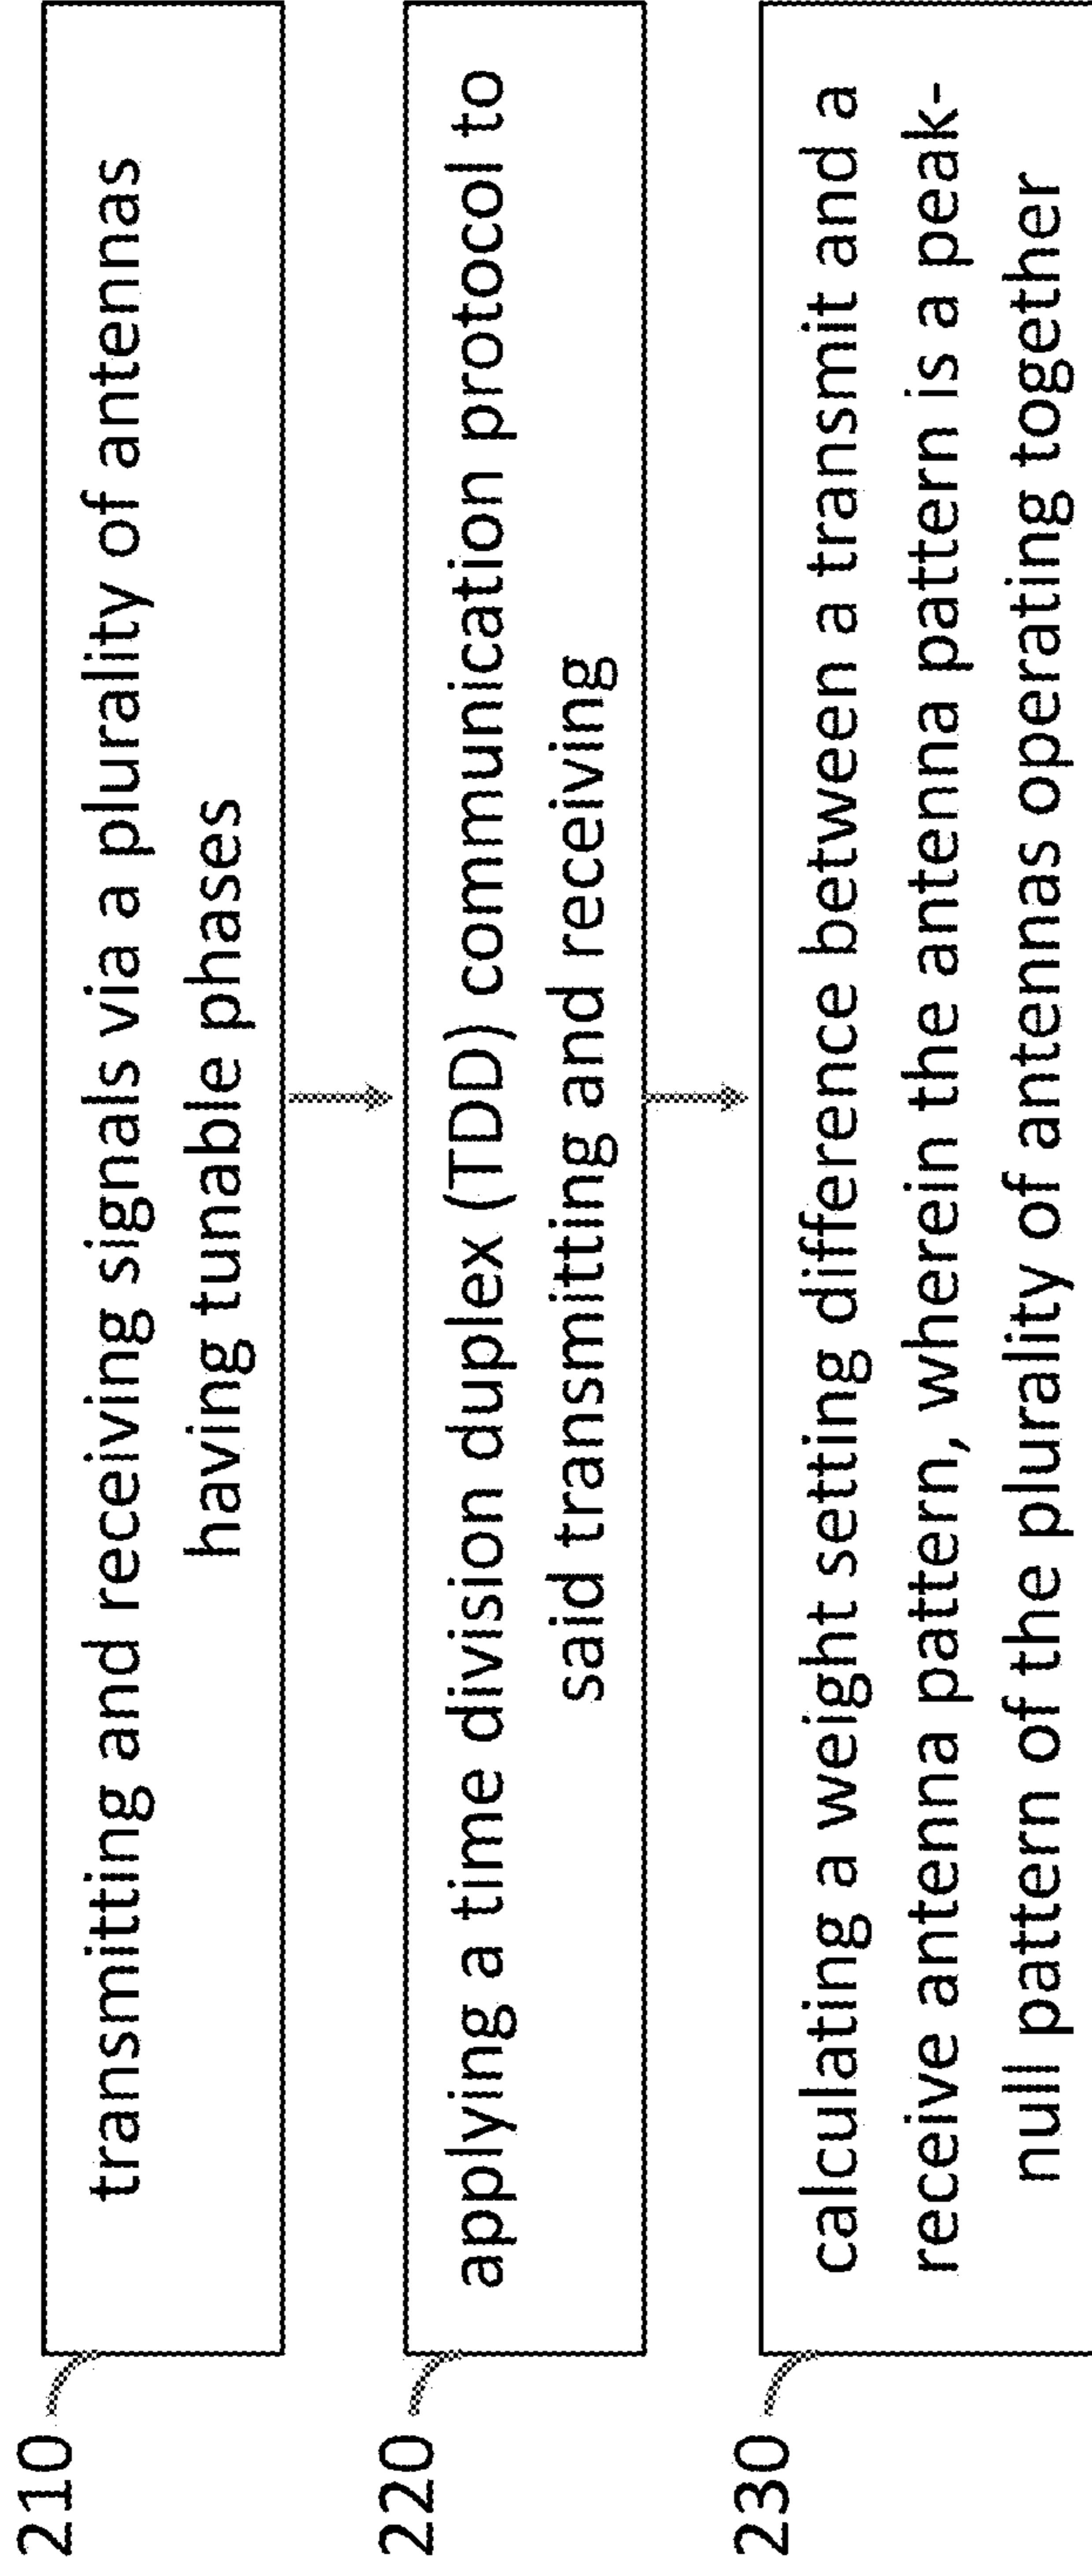 210
transmitting and receiving signals via a plurality of antennas
having tunable phases
220
applying a time division duplex (TDD) communication protocol to
said transmitting and receiving
230
calculating a weight setting difference between a transmit and a
receive antenna pattern, wherein the antenna pattern is a peak-
null pattern of the plurality of antennas operating together